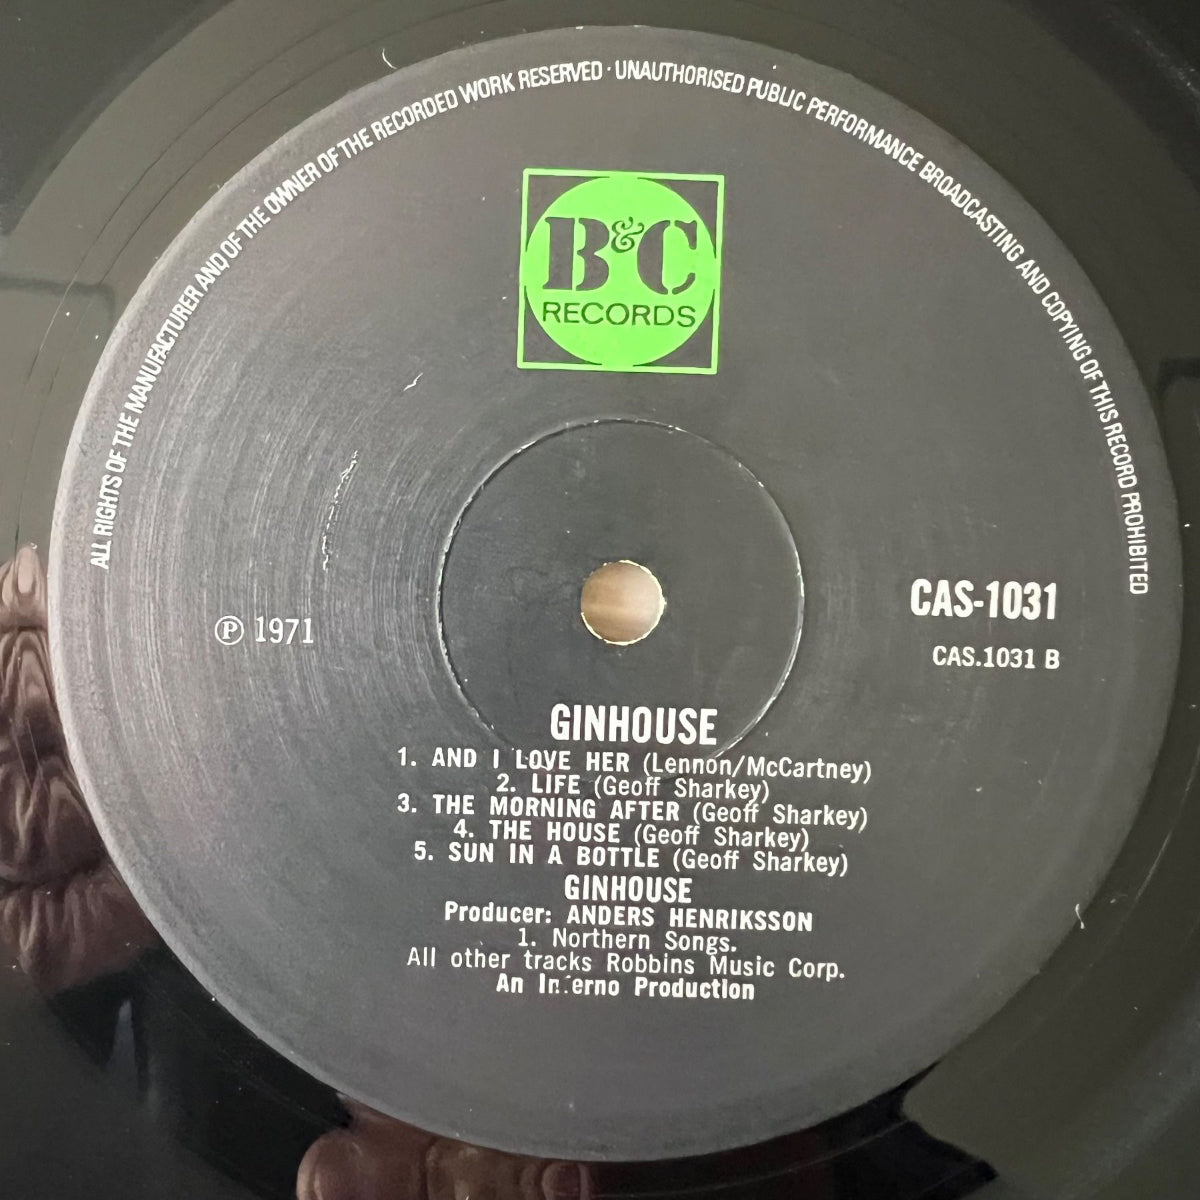 ALL RIGHTS OF THE MANUFACTURER AND OF THE OWNER OF THE RECORDED WORK RESERVED · UNAUTHORISED PUBLIC PERFORMANCE BROADCASTING AND COPYING OF THIS RECORD PROHIBITED
B&C
RECORDS
℗ 1971
CAS-1031
CAS.1031 B
GINHOUSE
1. AND I LOVE HER (Lennon/McCartney)
2. LIFE (Geoff Sharkey)
3. THE MORNING AFTER (Geoff Sharkey)
4. THE HOUSE (Geoff Sharkey)
5. SUN IN A BOTTLE (Geoff Sharkey)
GINHOUSE
Producer: ANDERS HENRIKSSON
1. Northern Songs.
All other tracks Robbins Music Corp.
An Inferno Production